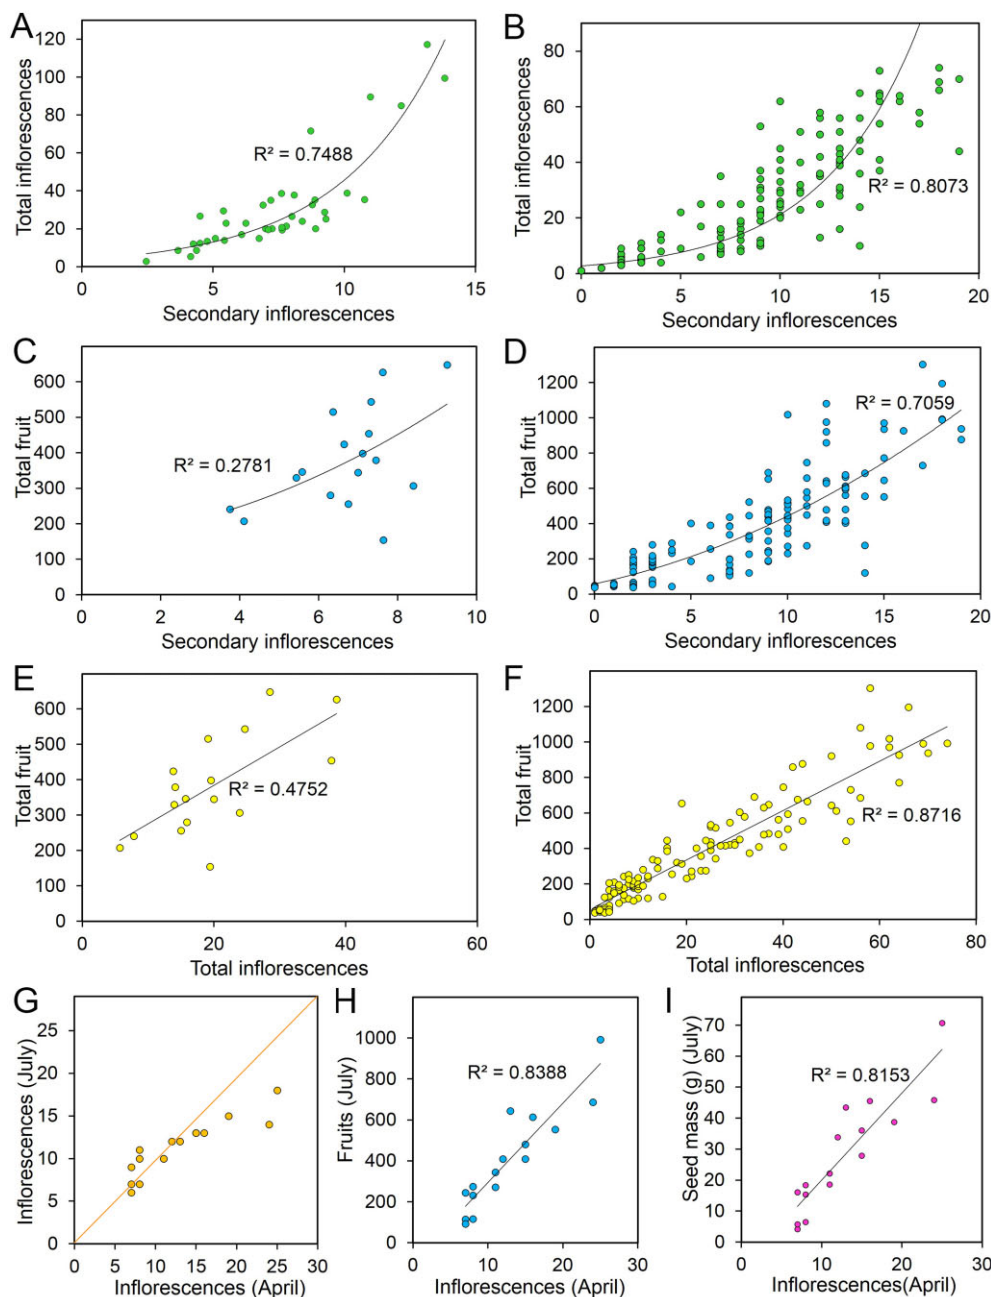 A
Total inflorescences
120
100
80
60
40
20
0
R² = 0.7488
0 5 10 15
Secondary inflorescences
B
Total inflorescences
80
60
40
20
0
R² = 0.8073
0 5 10 15 20
Secondary inflorescences
C
Total fruit
600
500
400
300
200
100
0
R² = 0.2781
0 2 4 6 8 10
Secondary inflorescences
D
Total fruit
1200
1000
800
600
400
200
0
R² = 0.7059
0 5 10 15 20
Secondary inflorescences
E
Total fruit
600
500
400
300
200
100
0
R² = 0.4752
0 20 40 60
Total inflorescences
F
Total fruit
1200
1000
800
600
400
200
0
R² = 0.8716
0 20 40 60 80
Total inflorescences
G
Inflorescences (July)
25
20
15
10
5
0
0 5 10 15 20 25 30
Inflorescences (April)
H
Fruits (July)
1000
800
600
400
200
0
R² = 0.8388
0 10 20 30
Inflorescences (April)
I
Seed mass (g) (July)
70
60
50
40
30
20
10
0
R² = 0.8153
0 10 20 30
Inflorescences(April)